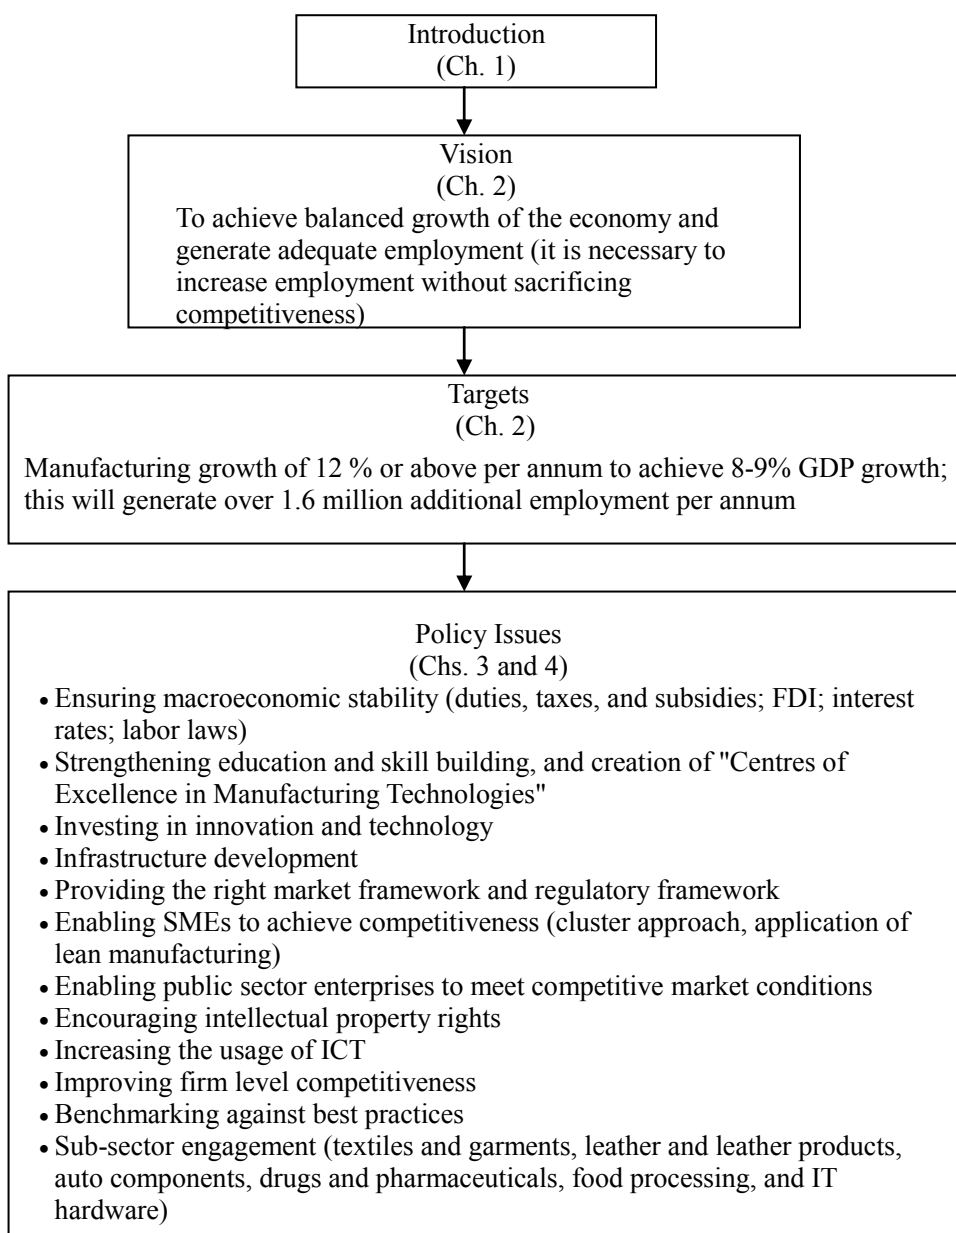 Introduction
(Ch. 1)
Vision
(Ch. 2)
To achieve balanced growth of the economy and
generate adequate employment (it is necessary to
increase employment without sacrificing
competitiveness)
Targets
(Ch. 2)
Manufacturing growth of 12 % or above per annum to achieve 8-9% GDP growth;
this will generate over 1.6 million additional employment per annum
Policy Issues
(Chs. 3 and 4)
• Ensuring macroeconomic stability (duties, taxes, and subsidies; FDI; interest
rates; labor laws)
• Strengthening education and skill building, and creation of "Centres of
Excellence in Manufacturing Technologies"
• Investing in innovation and technology
• Infrastructure development
• Providing the right market framework and regulatory framework
• Enabling SMEs to achieve competitiveness (cluster approach, application of
lean manufacturing)
• Enabling public sector enterprises to meet competitive market conditions
• Encouraging intellectual property rights
• Increasing the usage of ICT
• Improving firm level competitiveness
• Benchmarking against best practices
• Sub-sector engagement (textiles and garments, leather and leather products,
auto components, drugs and pharmaceuticals, food processing, and IT
hardware)